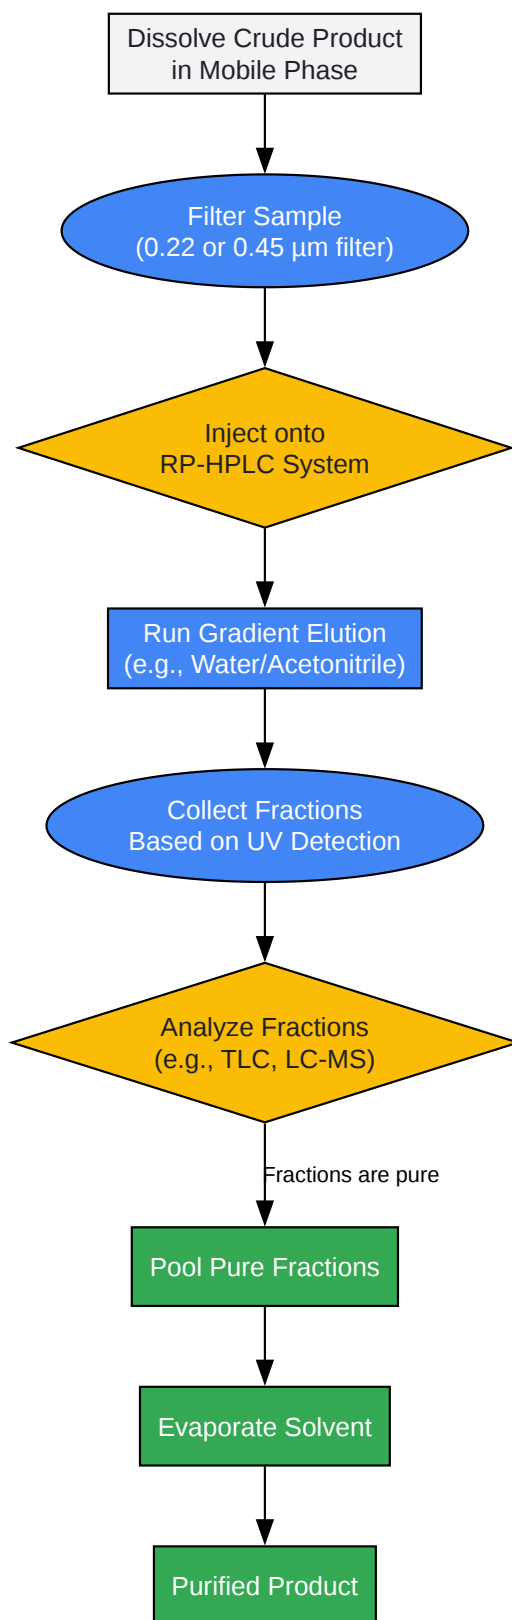 Dissolve Crude Product
in Mobile Phase
Filter Sample
(0.22 or 0.45 µm filter)
Inject onto
RP-HPLC System
Run Gradient Elution
(e.g., Water/Acetonitrile)
Collect Fractions
Based on UV Detection
Analyze Fractions
(e.g., TLC, LC-MS)
Fractions are pure
Pool Pure Fractions
Evaporate Solvent
Purified Product